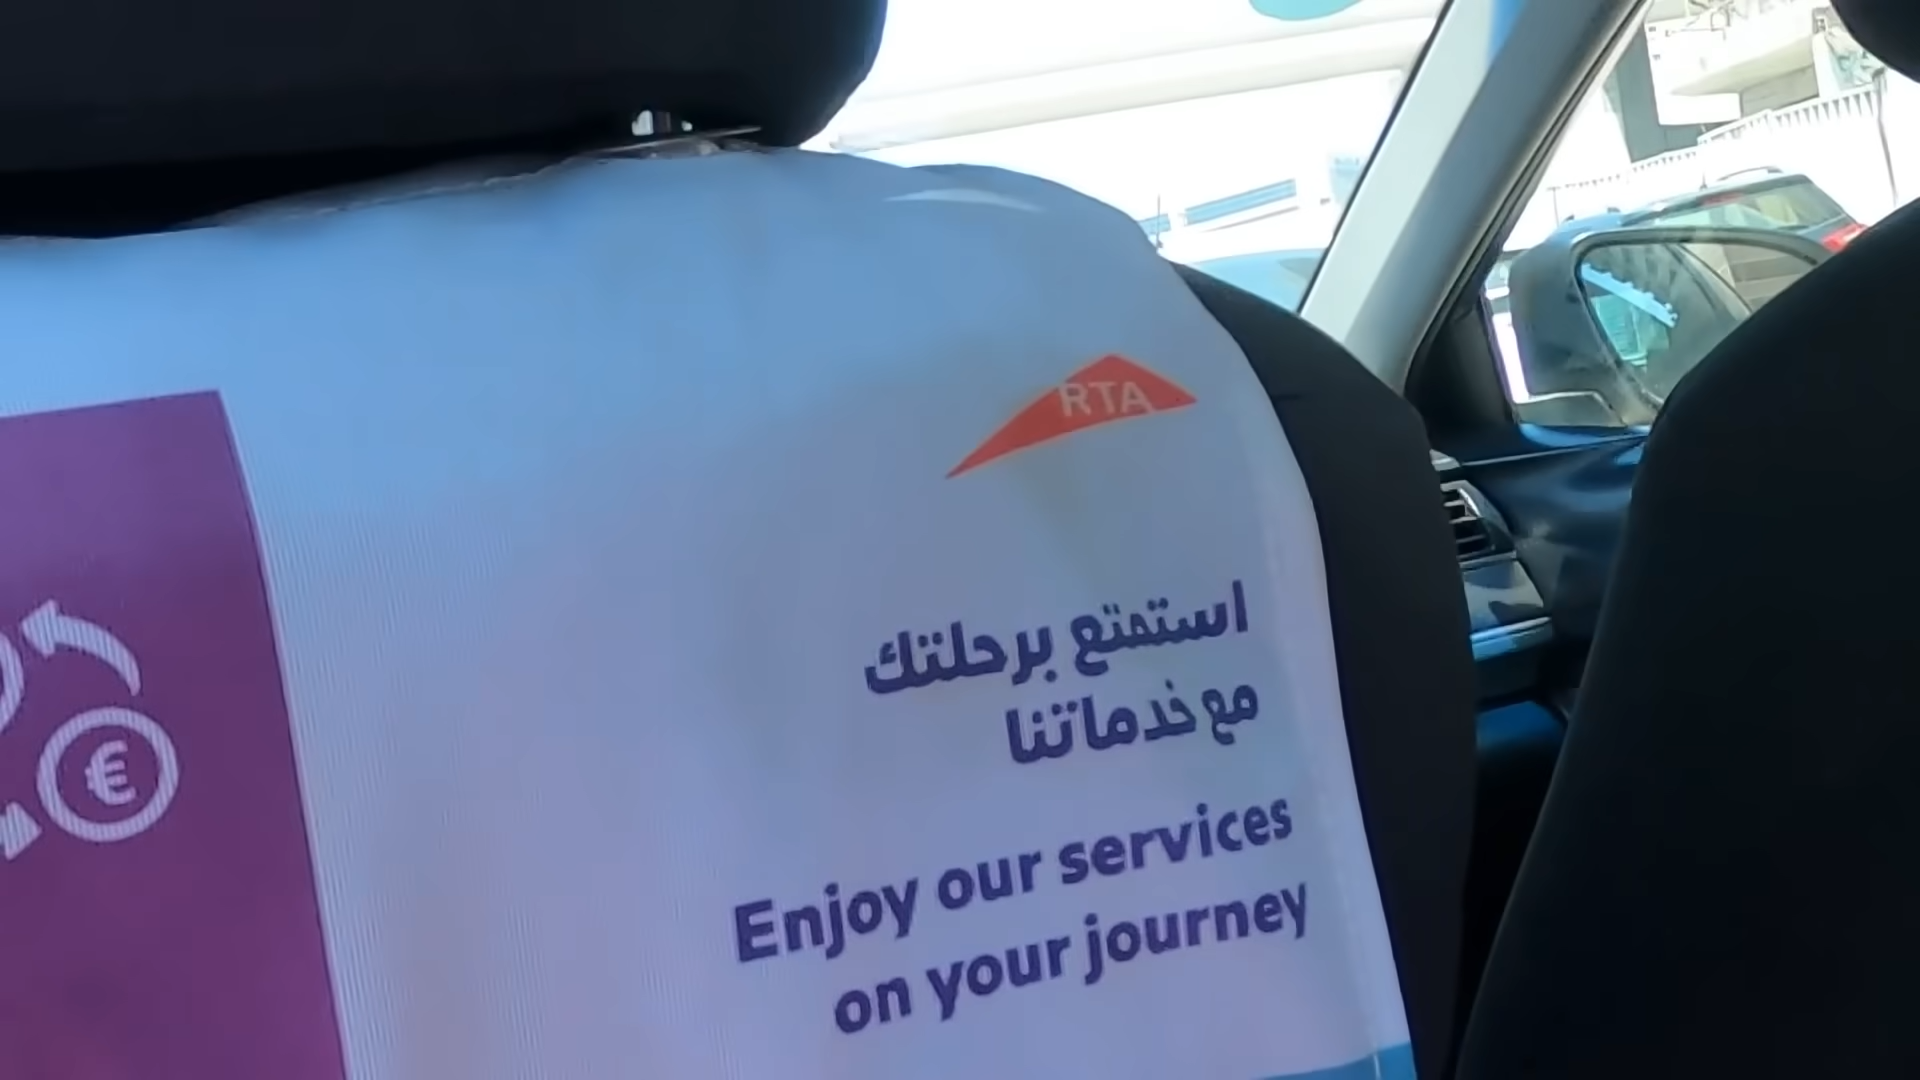 RTA
استمتع برحلتك
مع خدماتنا
Enjoy our services
on your journey
€